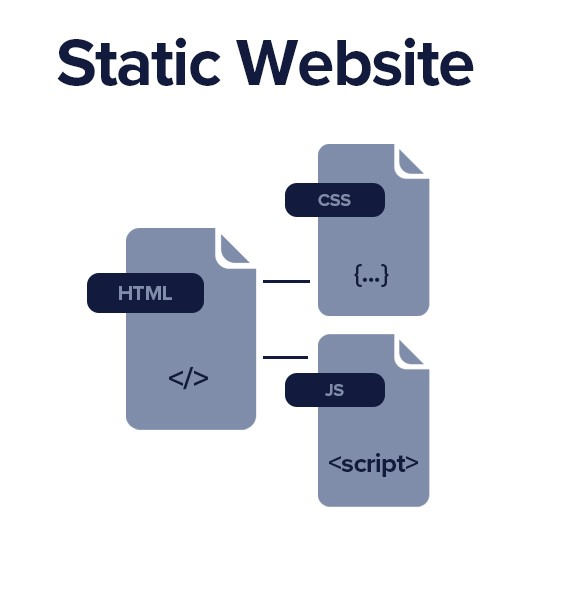 Static Website
CSS
{...}
HTML
</>
JS
<script>